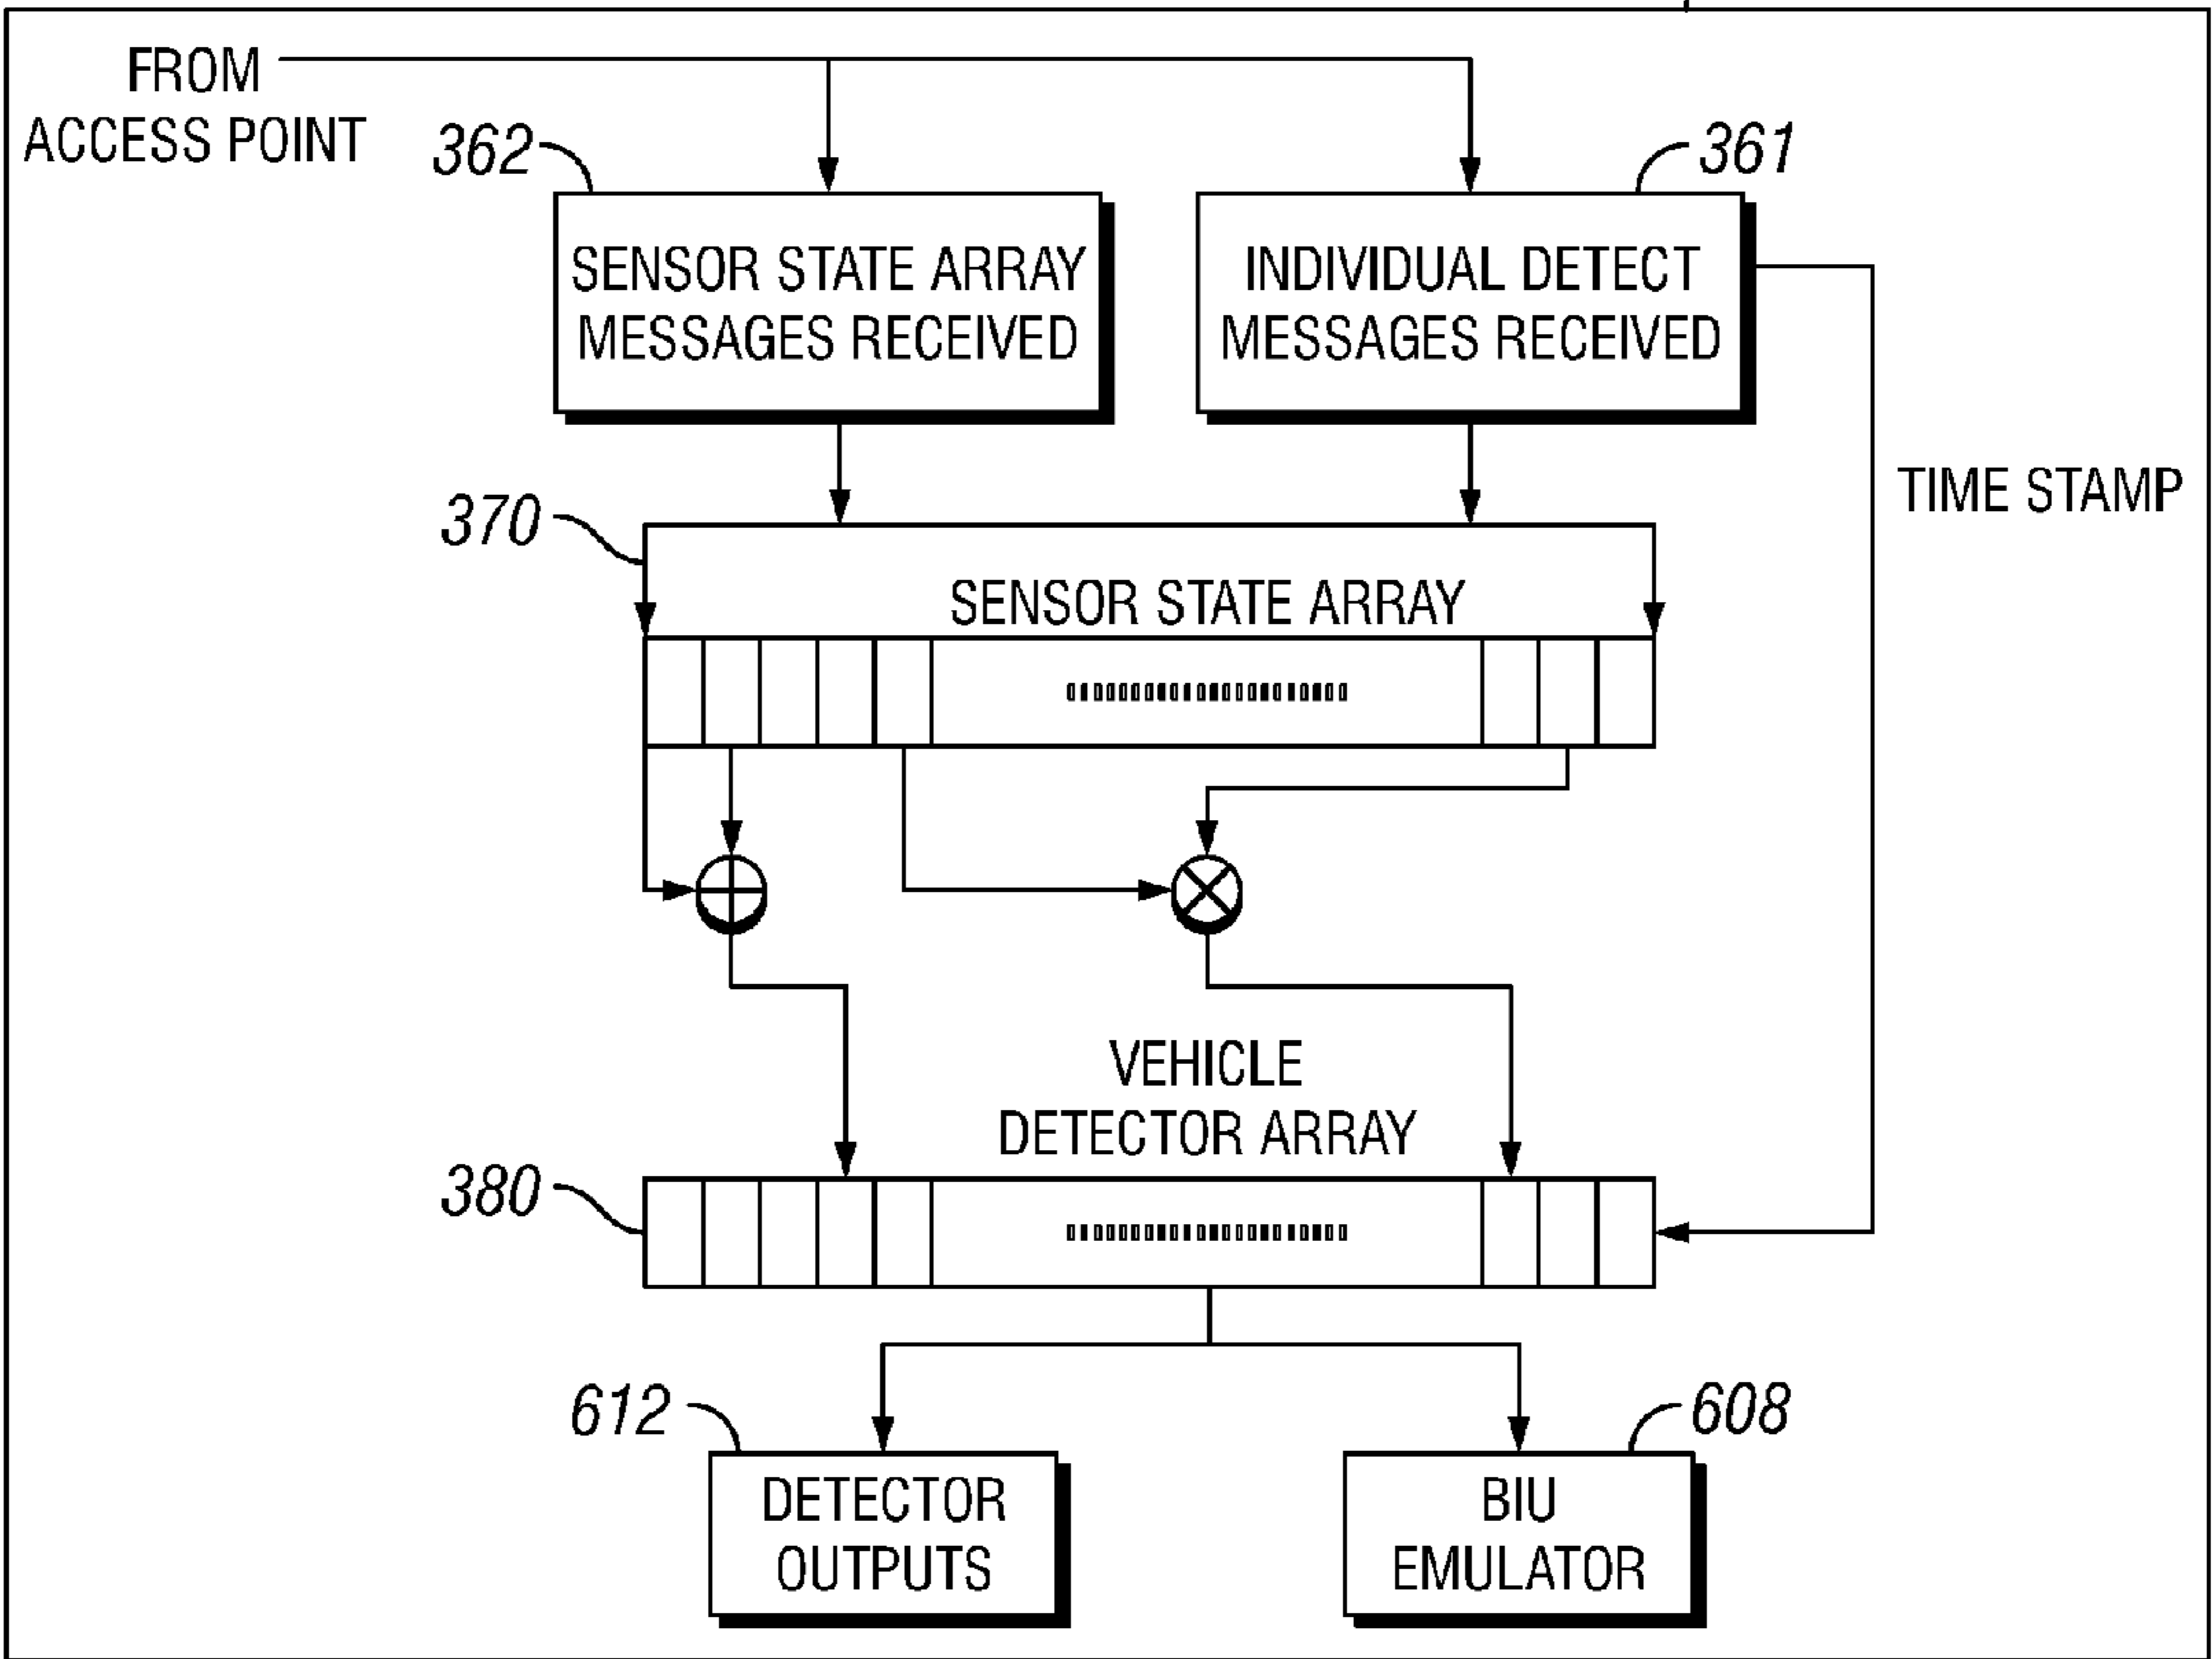 FROM
ACCESS POINT
362
361
SENSOR STATE ARRAY
MESSAGES RECEIVED
INDIVIDUAL DETECT
MESSAGES RECEIVED
TIME STAMP
370
SENSOR STATE ARRAY
VEHICLE
DETECTOR ARRAY
380
612
608
DETECTOR
OUTPUTS
BIU
EMULATOR